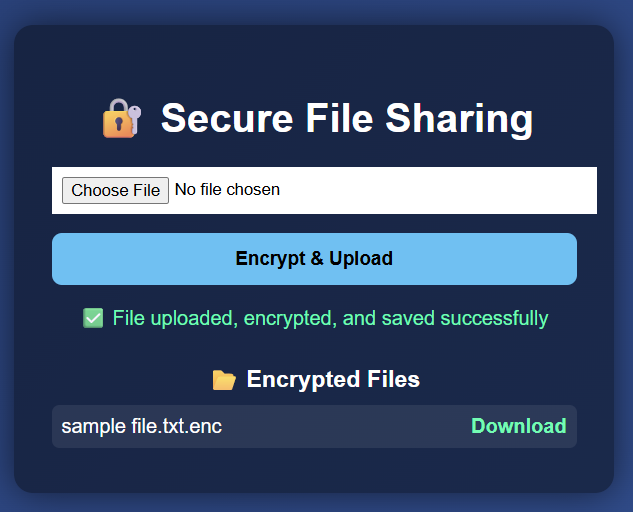 🔐 Secure File Sharing
Choose File No file chosen
Encrypt & Upload
✅ File uploaded, encrypted, and saved successfully
📂 Encrypted Files
sample file.txt.enc Download